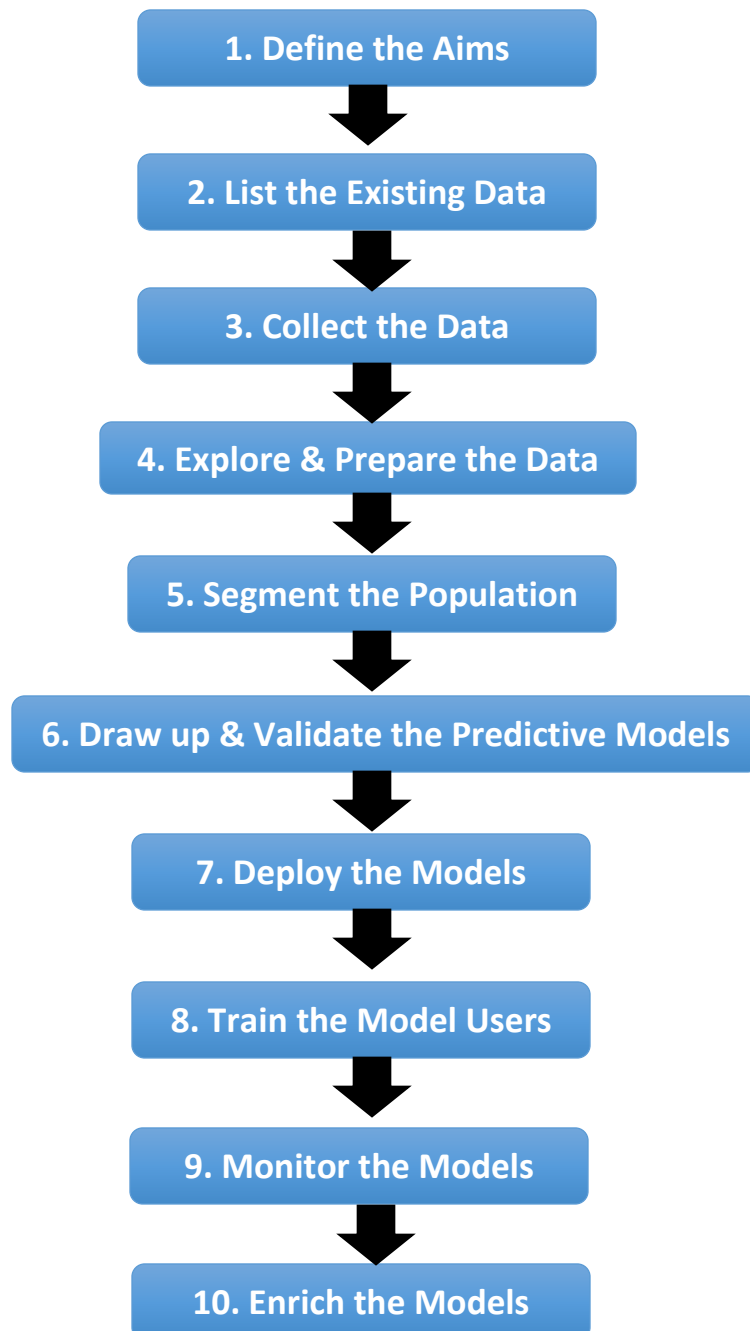 1. Define the Aims
2. List the Existing Data
3. Collect the Data
4. Explore & Prepare the Data
5. Segment the Population
6. Draw up & Validate the Predictive Models
7. Deploy the Models
8. Train the Model Users
9. Monitor the Models
10. Enrich the Models